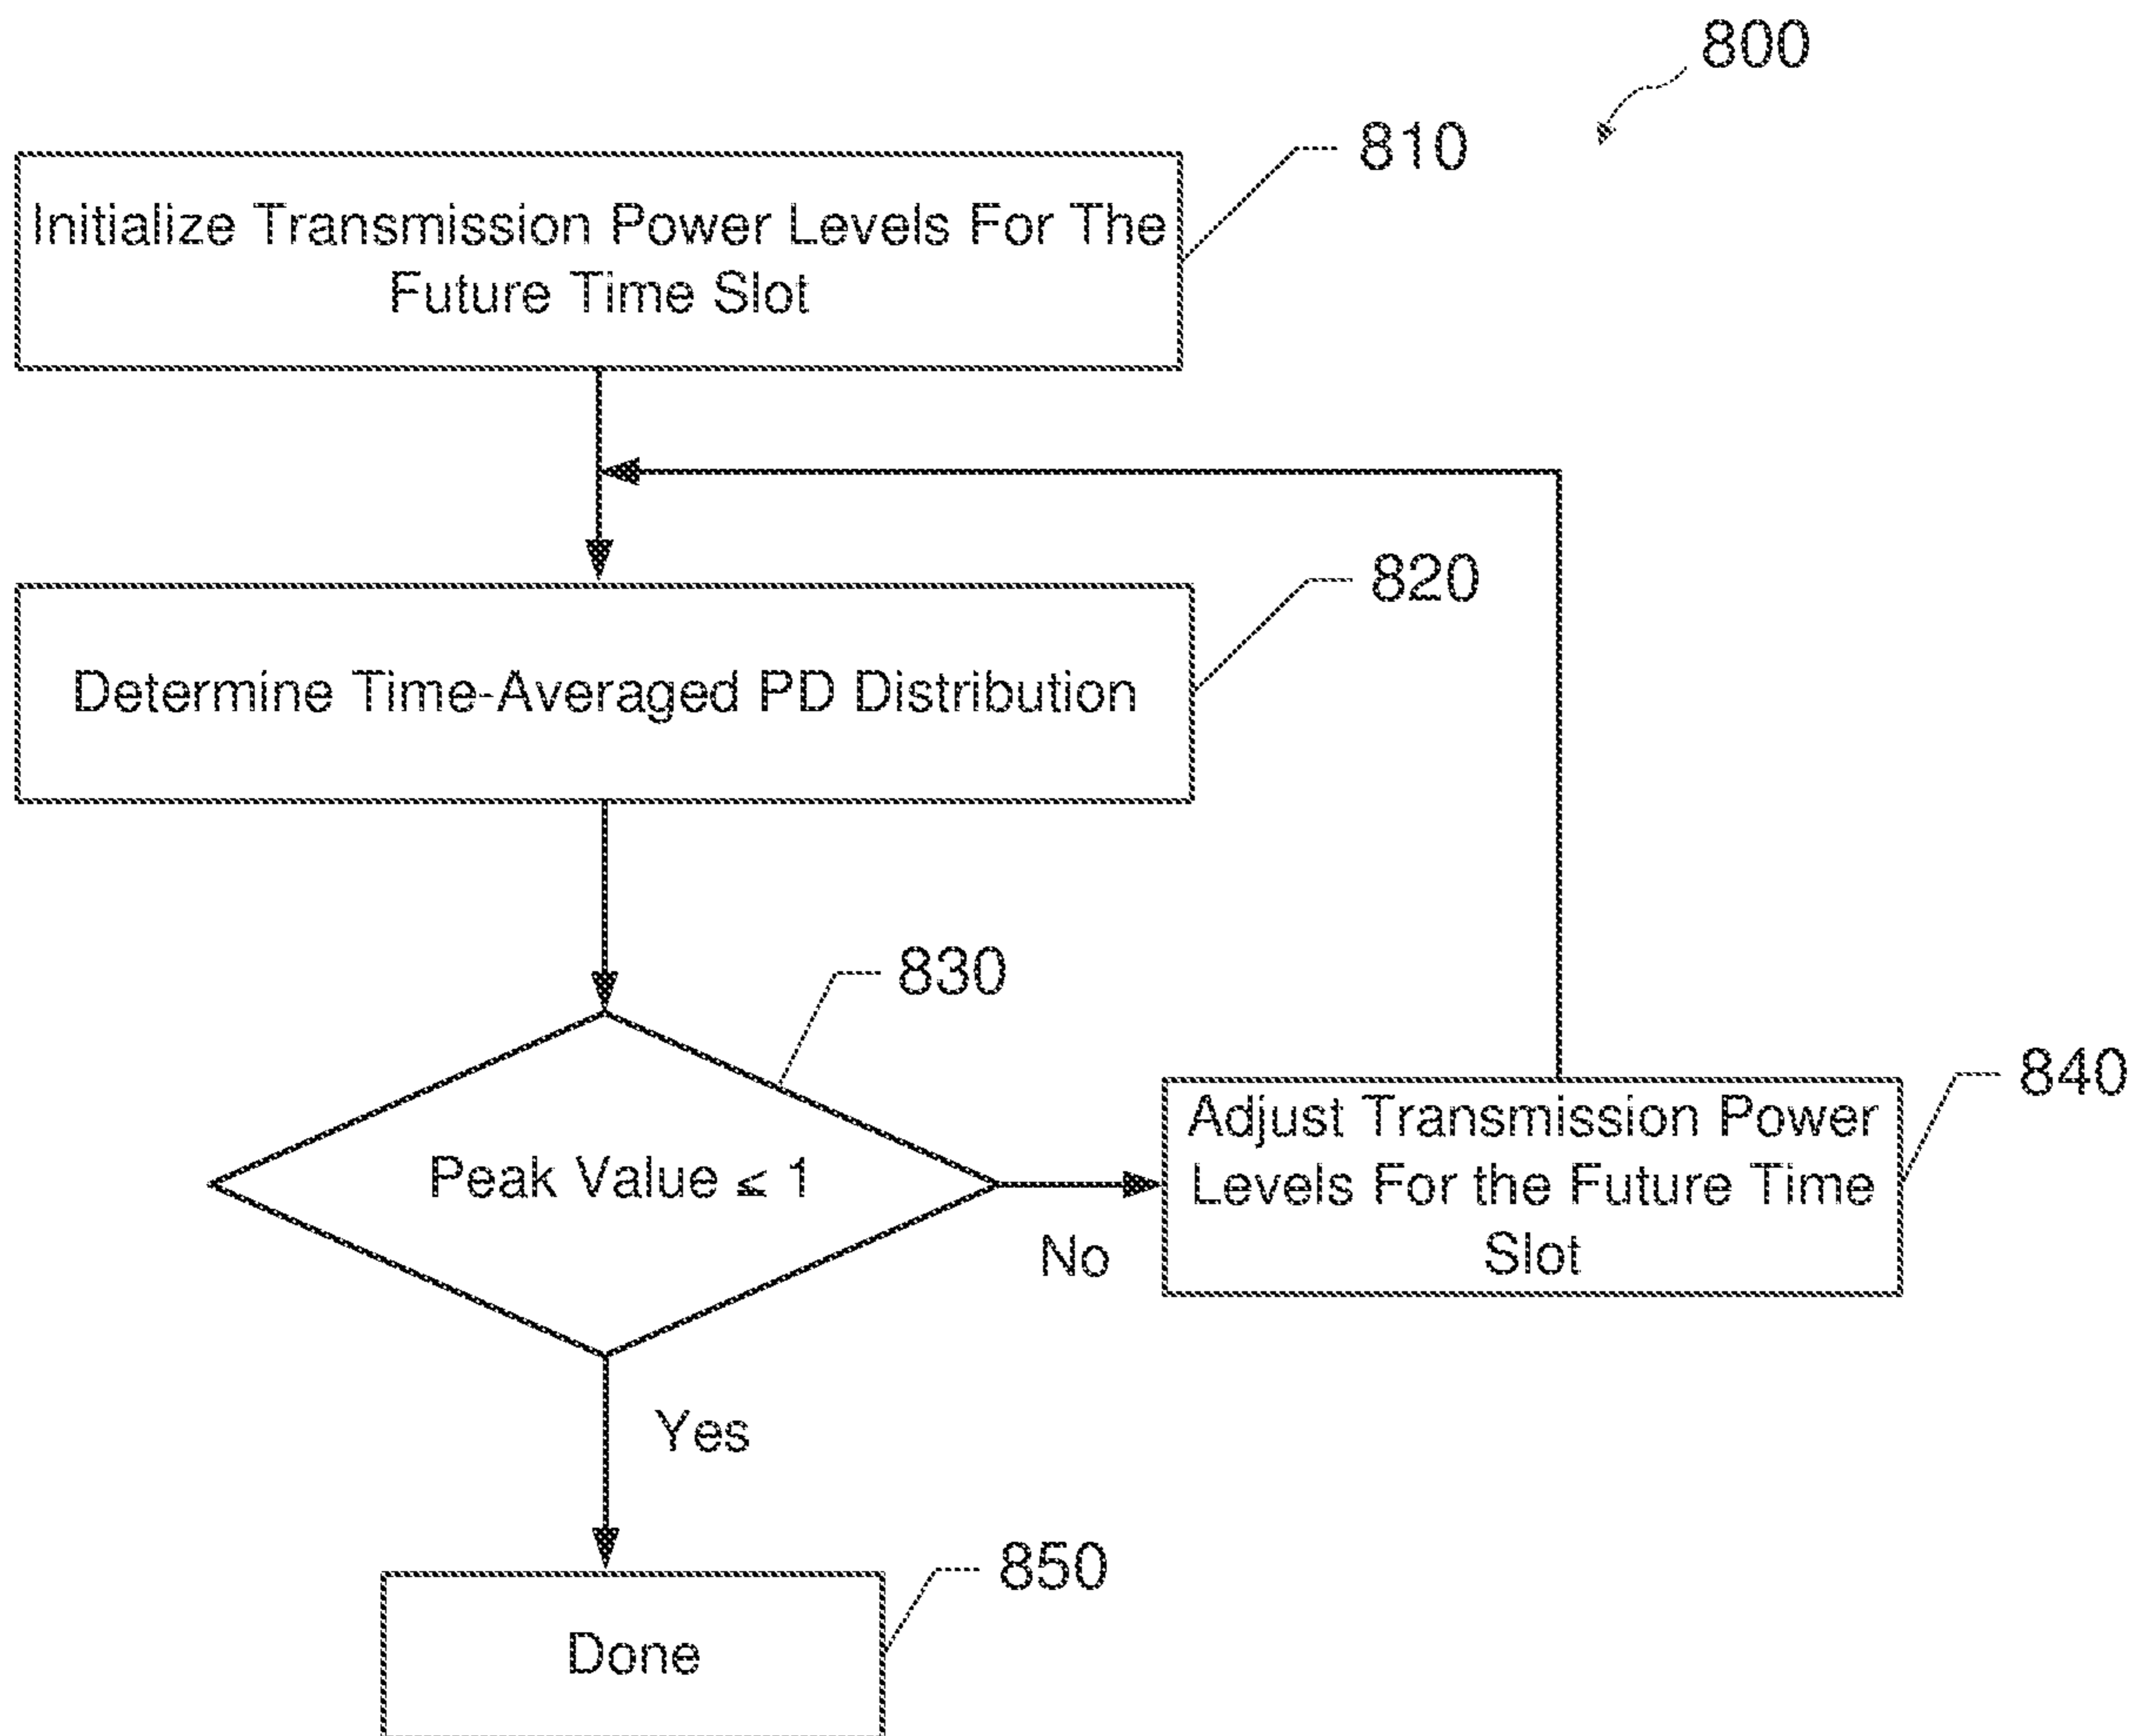 800
810
Initialize Transmission Power Levels For The
Future Time Slot
820
Determine Time-Averaged PD Distribution
830
Peak Value ≤ 1
840
Adjust Transmission Power
Levels For the Future Time
Slot
No
Yes
850
Done